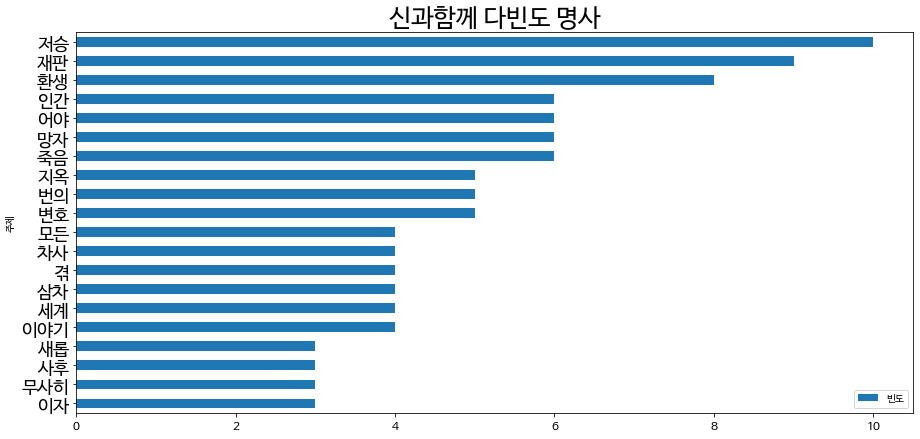 신과함께 다빈도 명사
저승
재판
환생
인간
어야
망자
죽음
지옥
번의
변호
모든
차사
겪
삼차
세계
이야기
새롭
사후
무사히
이자
주제
빈도
0 2 4 6 8 10